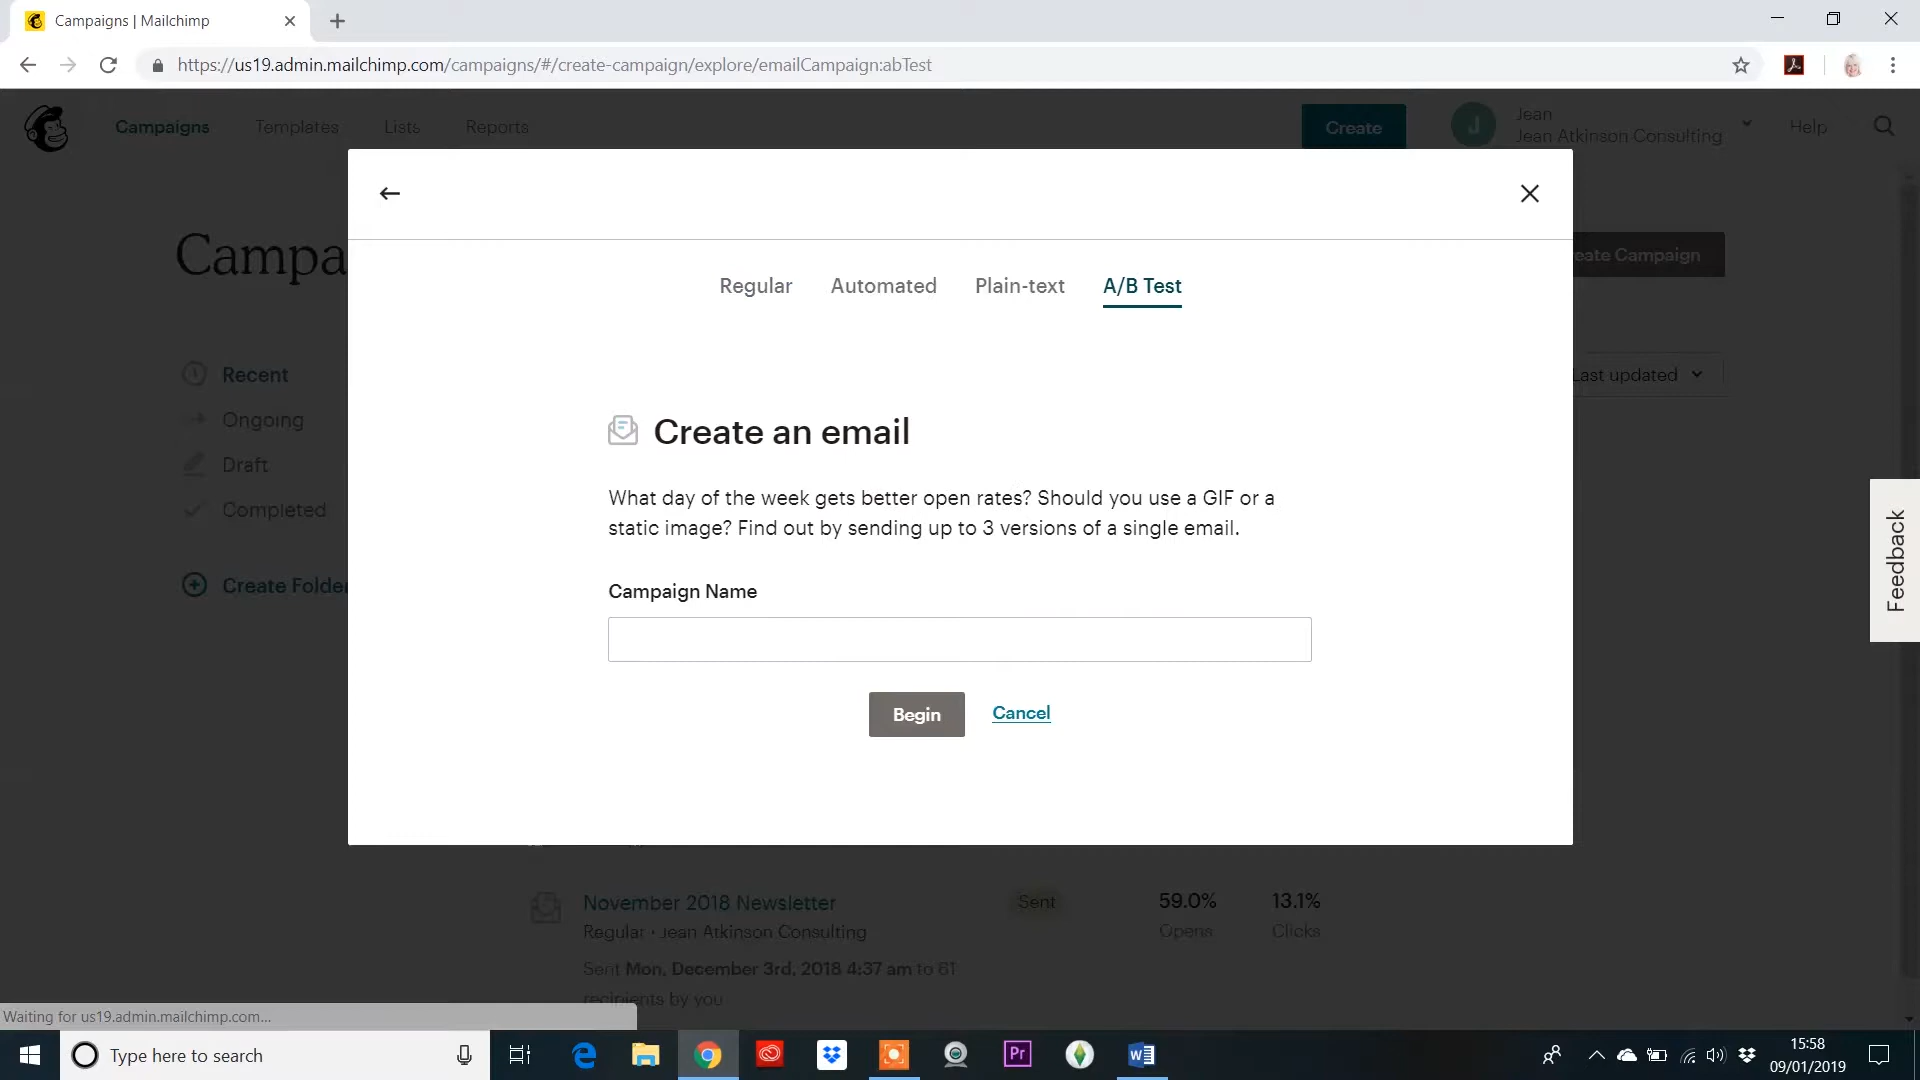 Campaigns | Mailchimp
https://us19.admin.mailchimp.com/campaigns/#/create-campaign/explore/emailCampaign:abTest
Campaigns Templates Lists Reports
Create
J
Jean
Jean Atkinson Consulting
Help
Campa
eate Campaign
Regular Automated Plain-text A/B Test
Recent
Last updated
Ongoing
Draft
Completed
Create Folder
Create an email
What day of the week gets better open rates? Should you use a GIF or a
static image? Find out by sending up to 3 versions of a single email.
Campaign Name
Begin Cancel
Feedback
November 2018 Newsletter
Sent
59.0% 13.1%
Regular · Jean Atkinson Consulting
Opens Clicks
Sent Mon, December 3rd, 2018 4:37 am to 61
recipients by you
Waiting for us19.admin.mailchimp.com...
Type here to search
Pr
15:58
09/01/2019